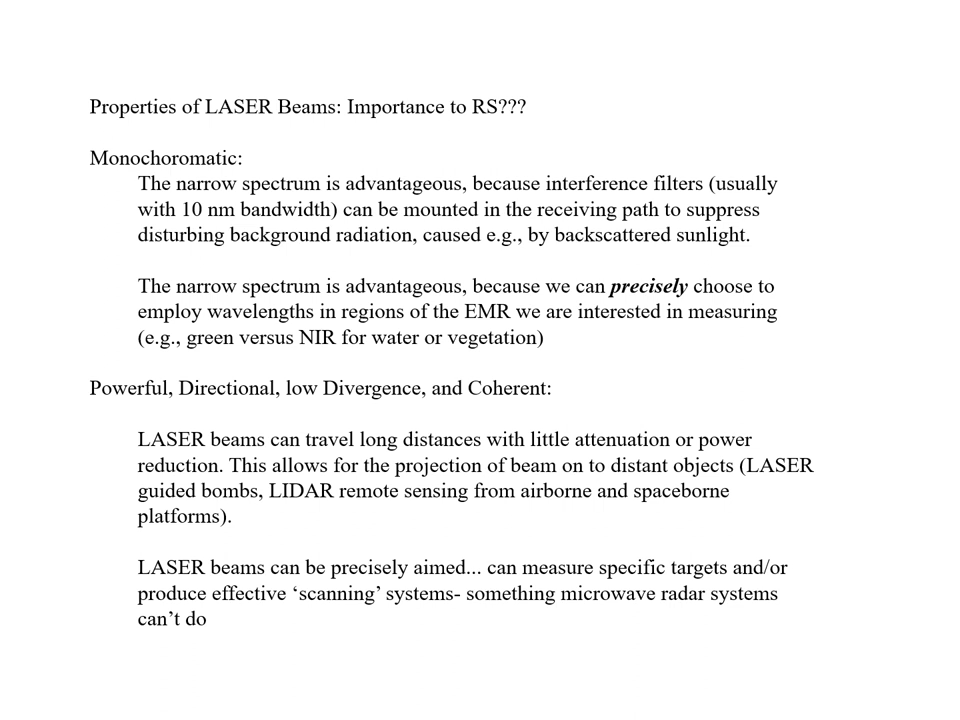 Properties of LASER Beams: Importance to RS???
Monochoromatic:
The narrow spectrum is advantageous, because interference filters (usually
with 10 nm bandwidth) can be mounted in the receiving path to suppress
disturbing background radiation, caused e.g., by backscattered sunlight.
The narrow spectrum is advantageous, because we can precisely choose to
employ wavelengths in regions of the EMR we are interested in measuring
(e.g., green versus NIR for water or vegetation)
Powerful, Directional, low Divergence, and Coherent:
LASER beams can travel long distances with little attenuation or power
reduction. This allows for the projection of beam on to distant objects (LASER
guided bombs, LIDAR remote sensing from airborne and spaceborne
platforms).
LASER beams can be precisely aimed... can measure specific targets and/or
produce effective ‘scanning’ systems- something microwave radar systems
can’t do